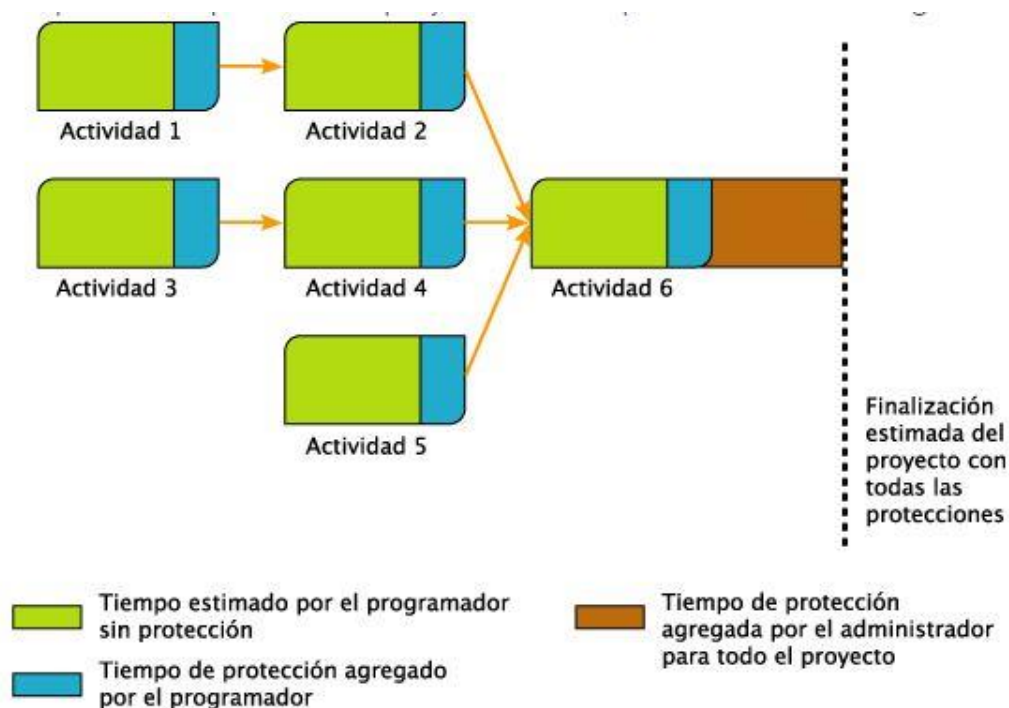 Actividad 1
Actividad 2
Actividad 3
Actividad 4
Actividad 6
Actividad 5
Finalización
estimada del
proyecto con
todas las
protecciones
Tiempo estimado por el programador
sin protección
Tiempo de protección agregado
por el programador
Tiempo de protección
agregada por el administrador
para todo el proyecto